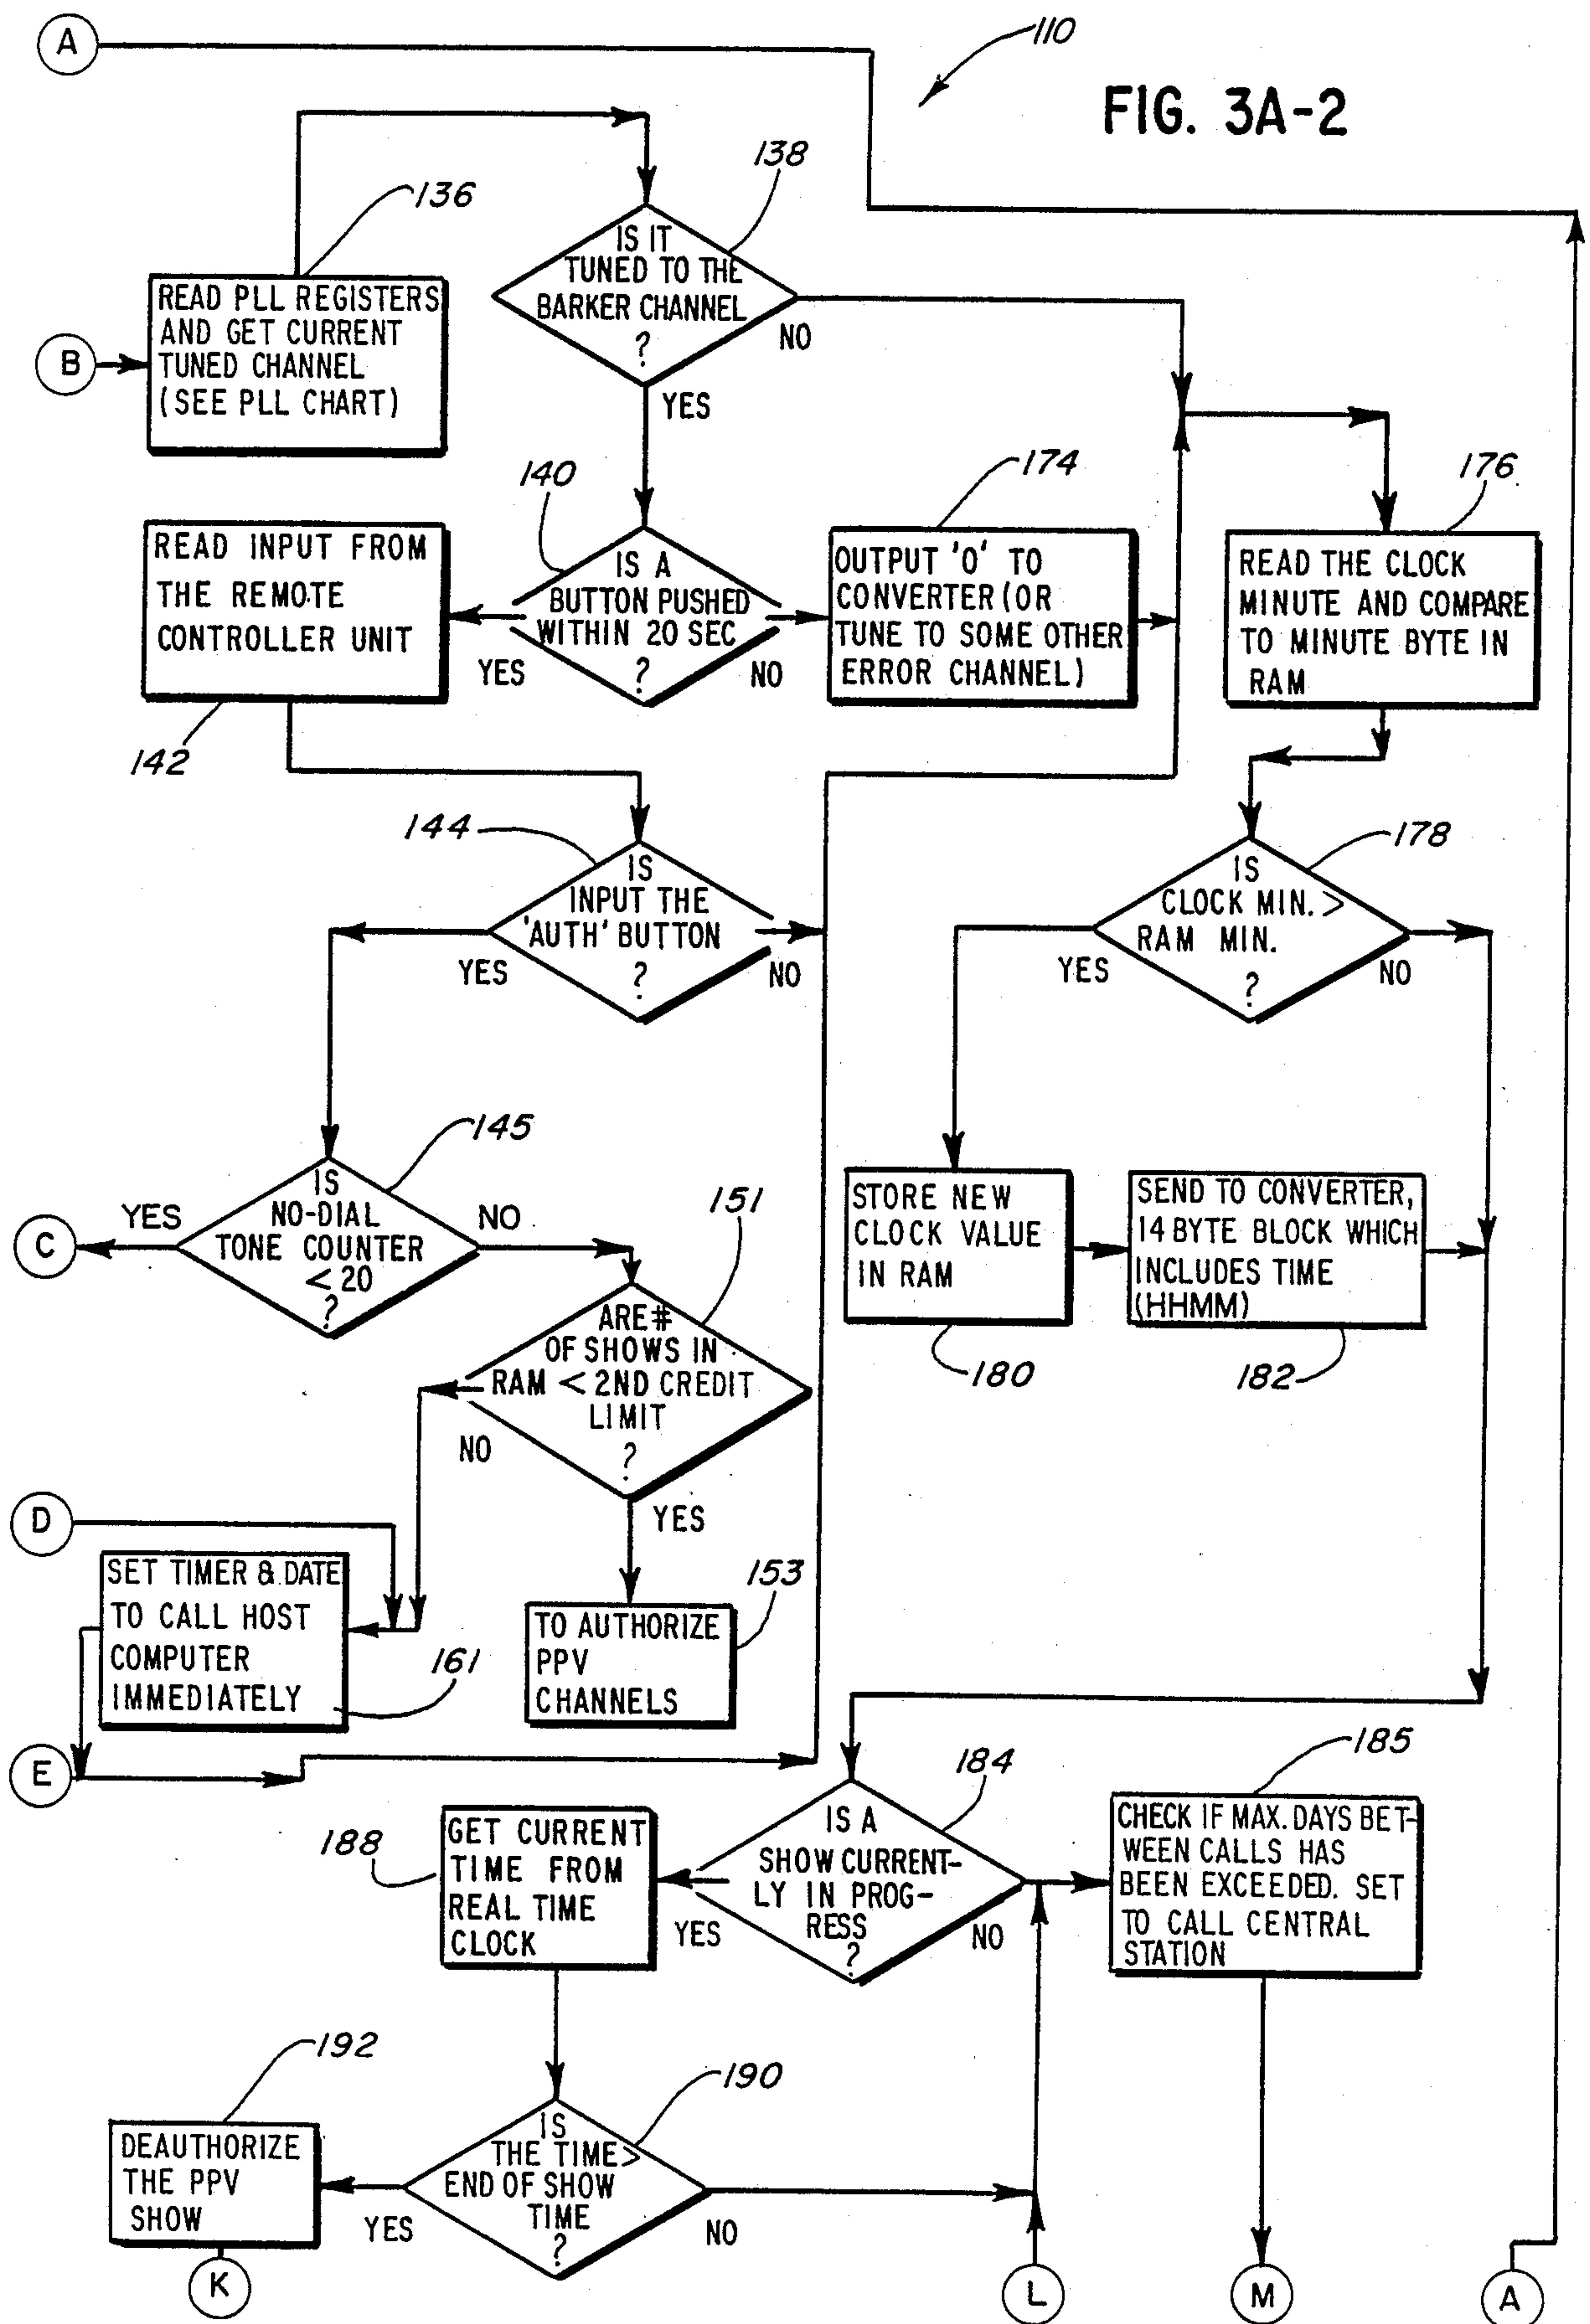 A
110
FIG. 3A-2
136
138
READ PLL REGISTERS
AND GET CURRENT
TUNED CHANNEL
(SEE PLL CHART)
B
IS IT
TUNED TO THE
BARKER CHANNEL
?
NO
YES
140
174
176
READ INPUT FROM
THE REMOTE
CONTROLLER UNIT
142
IS A
BUTTON PUSHED
WITHIN 20 SEC
?
YES
NO
OUTPUT '0' TO
CONVERTER (OR
TUNE TO SOME OTHER
ERROR CHANNEL)
READ THE CLOCK
MINUTE AND COMPARE
TO MINUTE BYTE IN
RAM
144
IS
INPUT THE
'AUTH' BUTTON
?
YES
NO
178
IS
CLOCK MIN. >
RAM MIN.
?
YES
NO
145
IS
NO-DIAL
TONE COUNTER
< 20
?
YES
NO
C
151
ARE #
OF SHOWS IN
RAM < 2ND CREDIT
LIMIT
?
NO
YES
STORE NEW
CLOCK VALUE
IN RAM
180
SEND TO CONVERTER,
14 BYTE BLOCK WHICH
INCLUDES TIME
(HHMM)
182
D
SET TIMER & DATE
TO CALL HOST
COMPUTER
IMMEDIATELY
161
153
TO AUTHORIZE
PPV
CHANNELS
E
184
IS A
SHOW CURRENT-
LY IN PROG-
RESS
?
YES
NO
185
CHECK IF MAX. DAYS BET-
WEEN CALLS HAS
BEEN EXCEEDED. SET
TO CALL CENTRAL
STATION
188
GET CURRENT
TIME FROM
REAL TIME
CLOCK
192
DEAUTHORIZE
THE PPV
SHOW
190
IS
THE TIME >
END OF SHOW
TIME
?
YES
NO
K
L
M
A